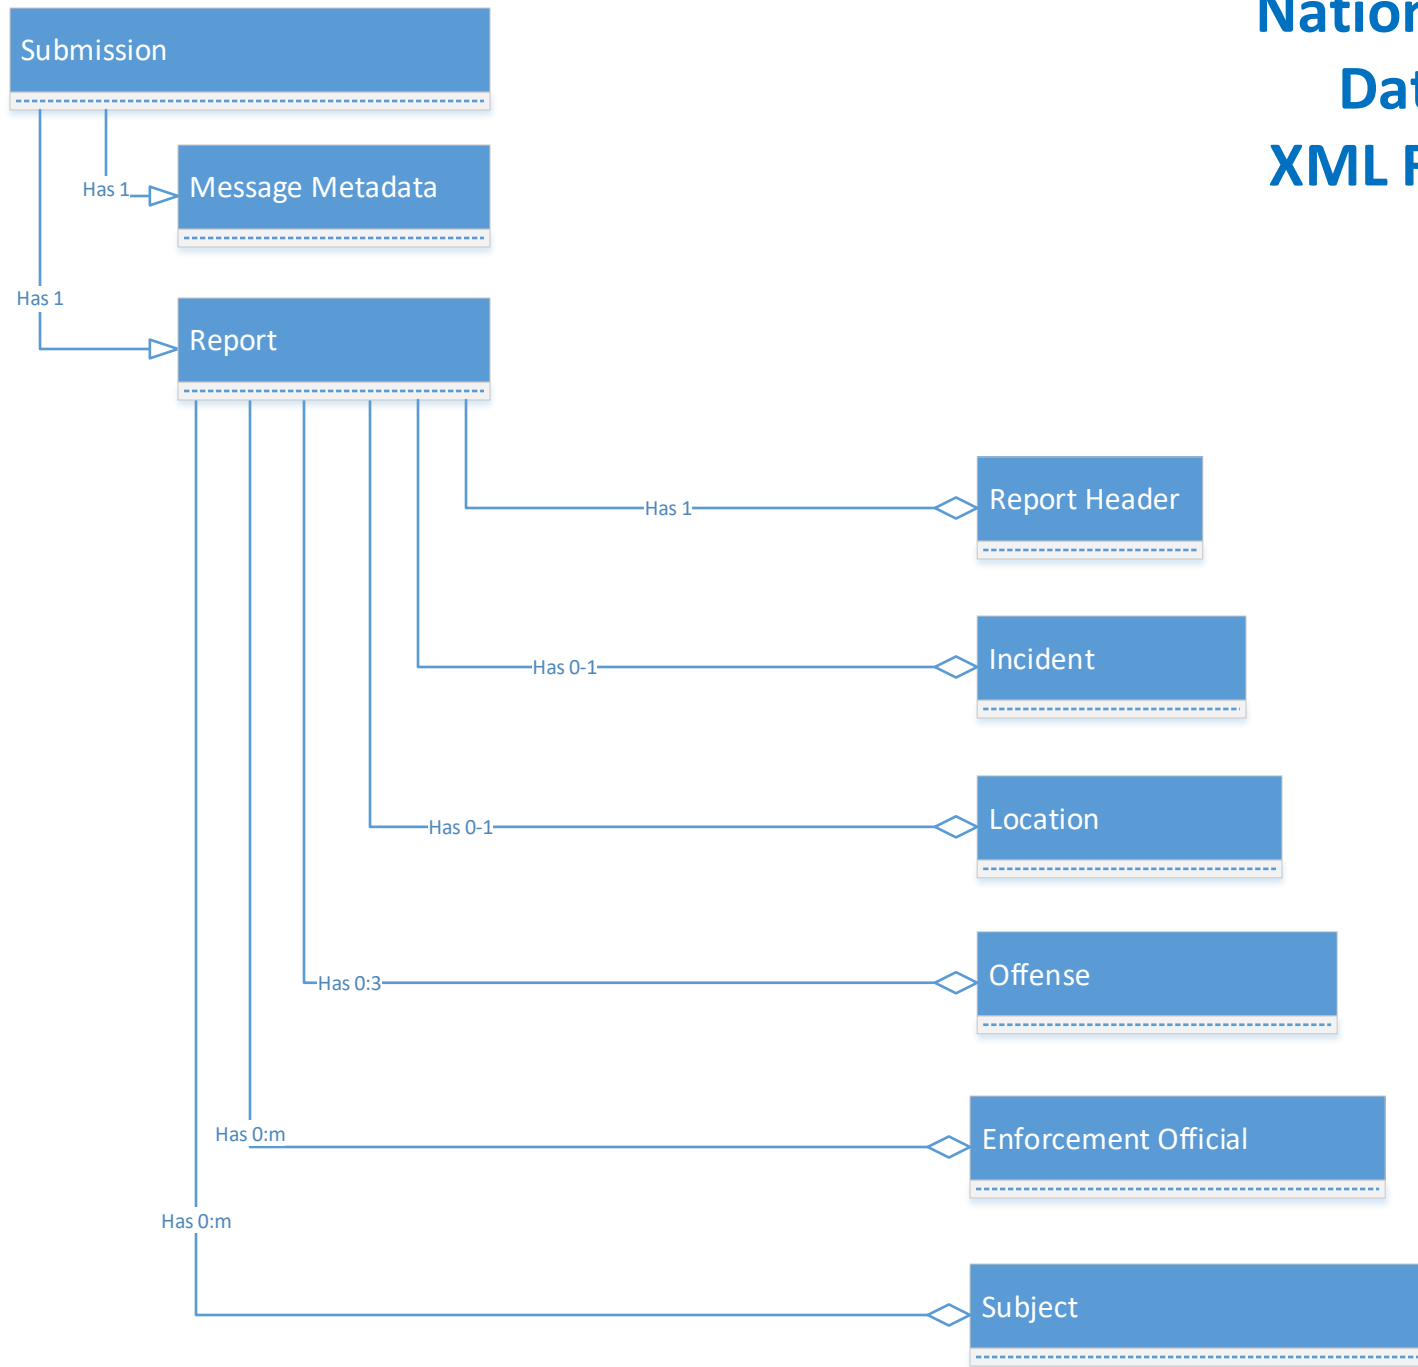 Submission
Has 1
Message Metadata
Has 1
Report
Has 1
Report Header
Has 0-1
Incident
Has 0-1
Location
Has 0:3
Offense
Has 0:m
Enforcement Official
Has 0:m
Subject
XML